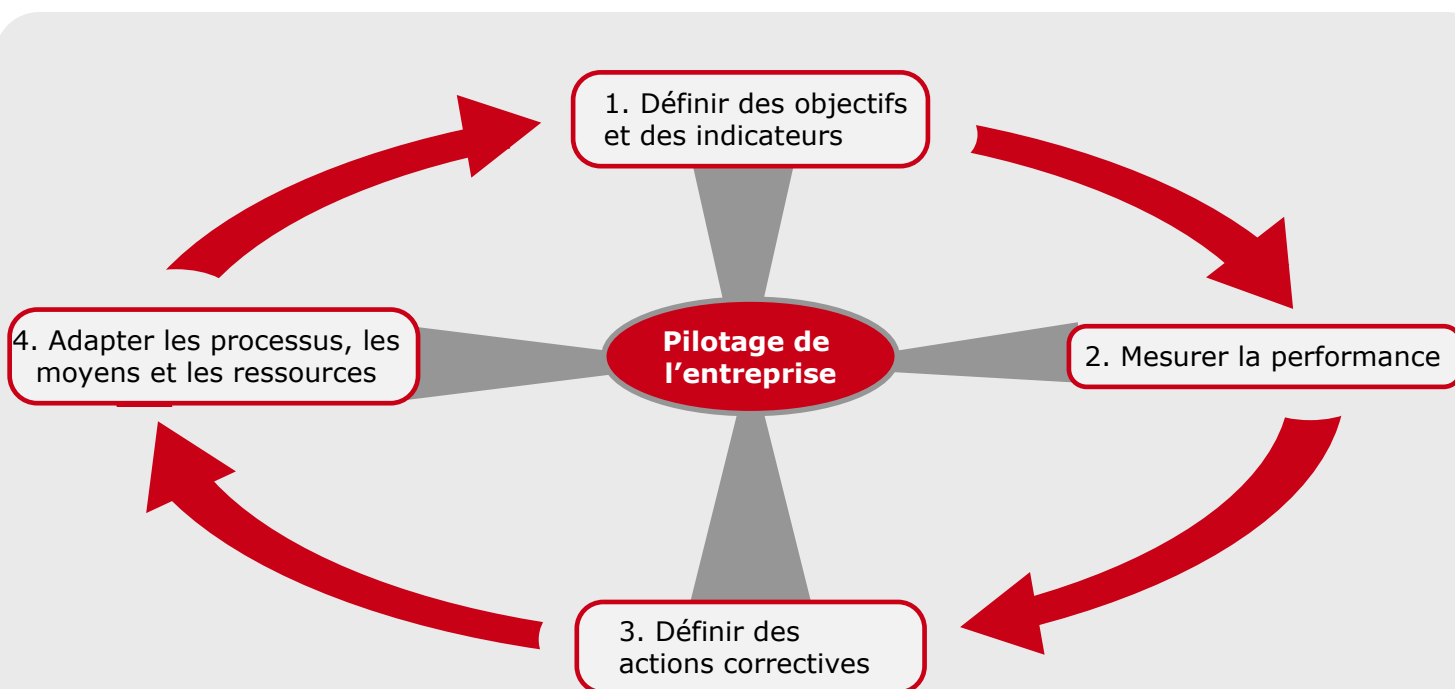 1. Définir des objectifs
et des indicateurs
4. Adapter les processus, les
moyens et les ressources
Pilotage de
l’entreprise
2. Mesurer la performance
3. Définir des
actions correctives